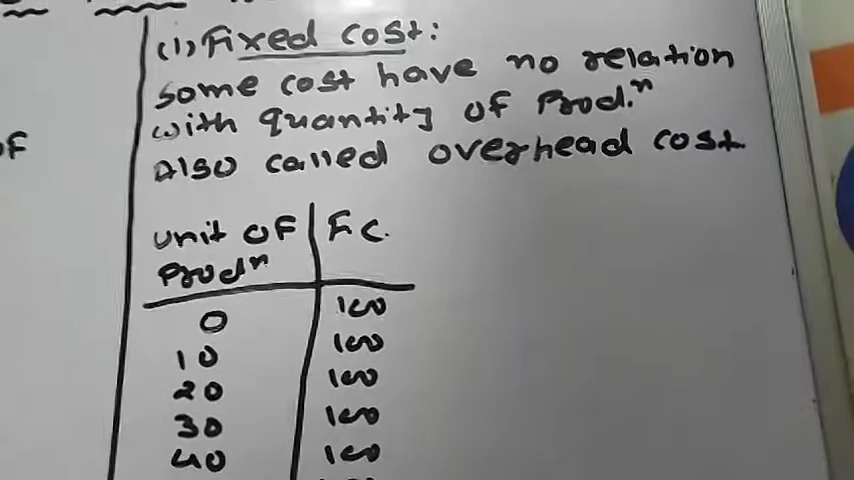 (1) Fixed cost:
some cost have no relation
with quantity of Prod.n
Also called overhead cost
of
unit of Prodn | F.C.
0 | 100
10 | 100
20 | 100
30 | 100
40 | 100